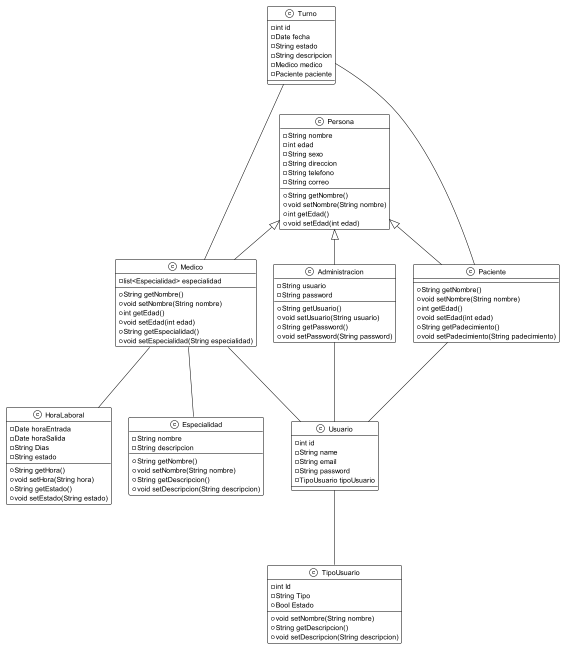 C Turno
int id
Date fecha
String estado
String descripcion
Medico medico
Paciente paciente
C Persona
String nombre
int edad
String sexo
String direccion
String telefono
String correo
String getNombre()
void setNombre(String nombre)
int getEdad()
void setEdad(int edad)
C Medico
list<Especialidad> especialidad
String getNombre()
void setNombre(String nombre)
int getEdad()
void setEdad(int edad)
String getEspecialidad()
void setEspecialidad(String especialidad)
C Administracion
String usuario
String password
String getUsuario()
void setUsuario(String usuario)
String getPassword()
void setPassword(String password)
C Paciente
String getNombre()
void setNombre(String nombre)
int getEdad()
void setEdad(int edad)
String getPadecimiento()
void setPadecimiento(String padecimiento)
C HoraLaboral
Date horaEntrada
Date horaSalida
String Dias
String estado
String getHora()
void setHora(String hora)
String getEstado()
void setEstado(String estado)
C Especialidad
String nombre
String descripcion
String getNombre()
void setNombre(String nombre)
String getDescripcion()
void setDescripcion(String descripcion)
C Usuario
int id
String name
String email
String password
TipoUsuario tipoUsuario
C TipoUsuario
int Id
String Tipo
Bool Estado
void setNombre(String nombre)
String getDescripcion()
void setDescripcion(String descripcion)